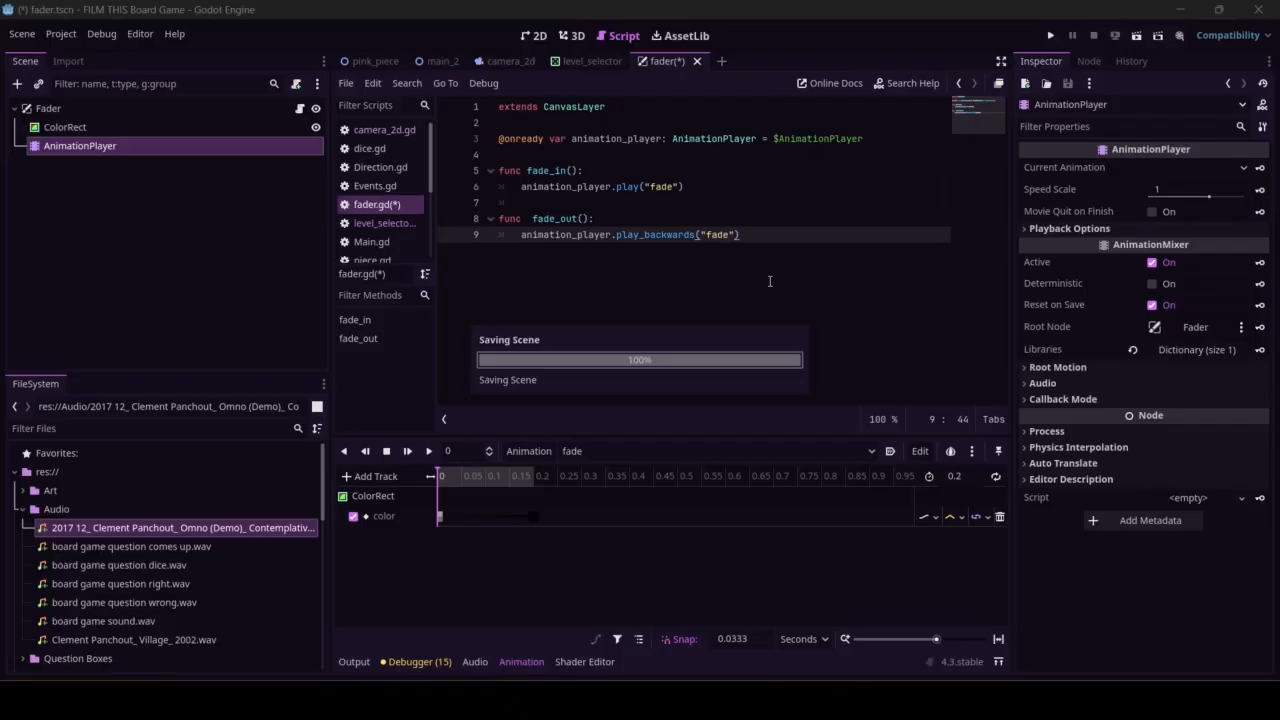 (*) fader.tscn - FILM THIS Board Game - Godot Engine
Scene Project Debug Editor Help
2D 3D Script AssetLib
Compatibility
Scene Import
Filter: name, t:type, g:group
Fader
ColorRect
AnimationPlayer
FileSystem
res://Audio/2017 12_ Clement Panchout_ Omno (Demo)_ Co
Filter Files
Favorites:
res://
Art
Audio
2017 12_ Clement Panchout_ Omno (Demo)_ Contemplativ...
board game question comes up.wav
board game question dice.wav
board game question right.wav
board game question wrong.wav
board game sound.wav
Clement Panchout_ Village_ 2002.wav
Question Boxes
pink_piece main_2 camera_2d level_selector fader(*)
File Edit Search Go To Debug
Online Docs Search Help
Filter Scripts
camera_2d.gd
dice.gd
Direction.gd
Events.gd
fader.gd(*)
level_selecto...
Main.gd
piece.gd
fader.gd(*)
Filter Methods
fade_in
fade_out
1 extends CanvasLayer
2
3 @onready var animation_player: AnimationPlayer = $AnimationPlayer
4
5 func fade_in():
6 animation_player.play("fade")
7
8 func  fade_out():
9 animation_player.play_backwards("fade")
Saving Scene
100%
Saving Scene
100 % 9 : 44 Tabs
0 Animation fade Edit
Add Track 0 0.05 0.1 0.15 0.2 0.25 0.3 0.35 0.4 0.45 0.5 0.55 0.6 0.65 0.7 0.75 0.8 0.85 0.9 0.95 0.2
ColorRect
color
Snap: 0.0333 Seconds
Output Debugger (15) Audio Animation Shader Editor
4.3.stable
Inspector Node History
AnimationPlayer
Filter Properties
AnimationPlayer
Current Animation
Speed Scale 1
Movie Quit on Finish On
Playback Options
AnimationMixer
Active On
Deterministic On
Reset on Save On
Root Node Fader
Libraries Dictionary (size 1)
Root Motion
Audio
Callback Mode
Node
Process
Physics Interpolation
Auto Translate
Editor Description
Script <empty>
Add Metadata